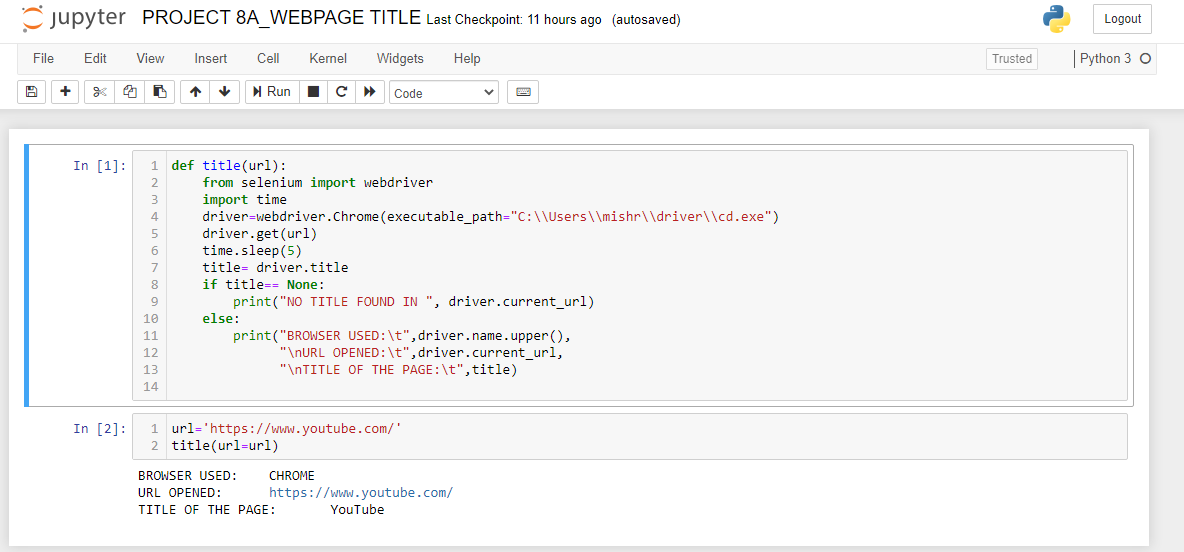 jupyter PROJECT 8A_WEBPAGE TITLE Last Checkpoint: 11 hours ago (autosaved) Logout
File Edit View Insert Cell Kernel Widgets Help Trusted Python 3
Run Code
In [1]:
1 def title(url):
2     from selenium import webdriver
3     import time
4     driver=webdriver.Chrome(executable_path="C:\\Users\\mishr\\driver\\cd.exe")
5     driver.get(url)
6     time.sleep(5)
7     title= driver.title
8     if title== None:
9         print("NO TITLE FOUND IN ", driver.current_url)
10     else:
11         print("BROWSER USED:\t",driver.name.upper(),
12               "\nURL OPENED:\t",driver.current_url,
13               "\nTITLE OF THE PAGE:\t",title)
14
In [2]:
1 url='https://www.youtube.com/'
2 title(url=url)
BROWSER USED:    CHROME
URL OPENED:      https://www.youtube.com/
TITLE OF THE PAGE:       YouTube